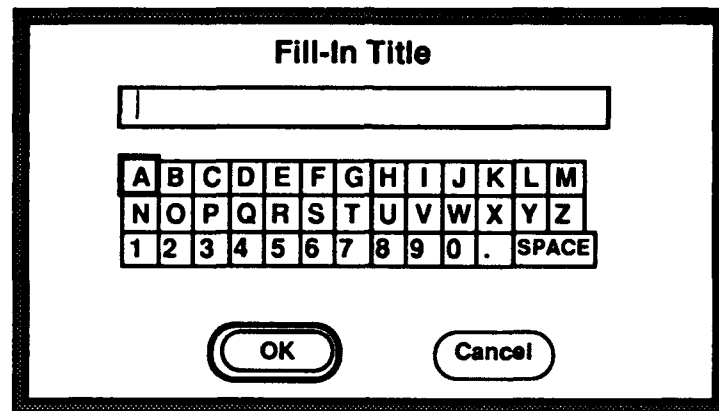 Fill-In Title
A B C D E F G H I J K L M
N O P Q R S T U V W X Y Z
1 2 3 4 5 6 7 8 9 0 . SPACE
OK Cancel